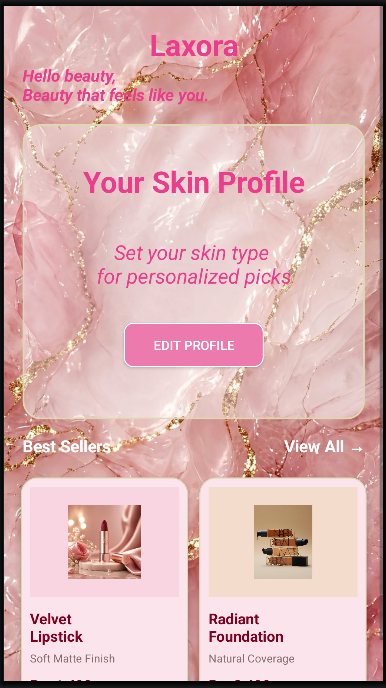 Laxora
Hello beauty,
Beauty that feels like you.
Your Skin Profile
Set your skin type
for personalized picks
EDIT PROFILE
Best Sellers
View All →
Velvet
Lipstick
Soft Matte Finish
Radiant
Foundation
Natural Coverage